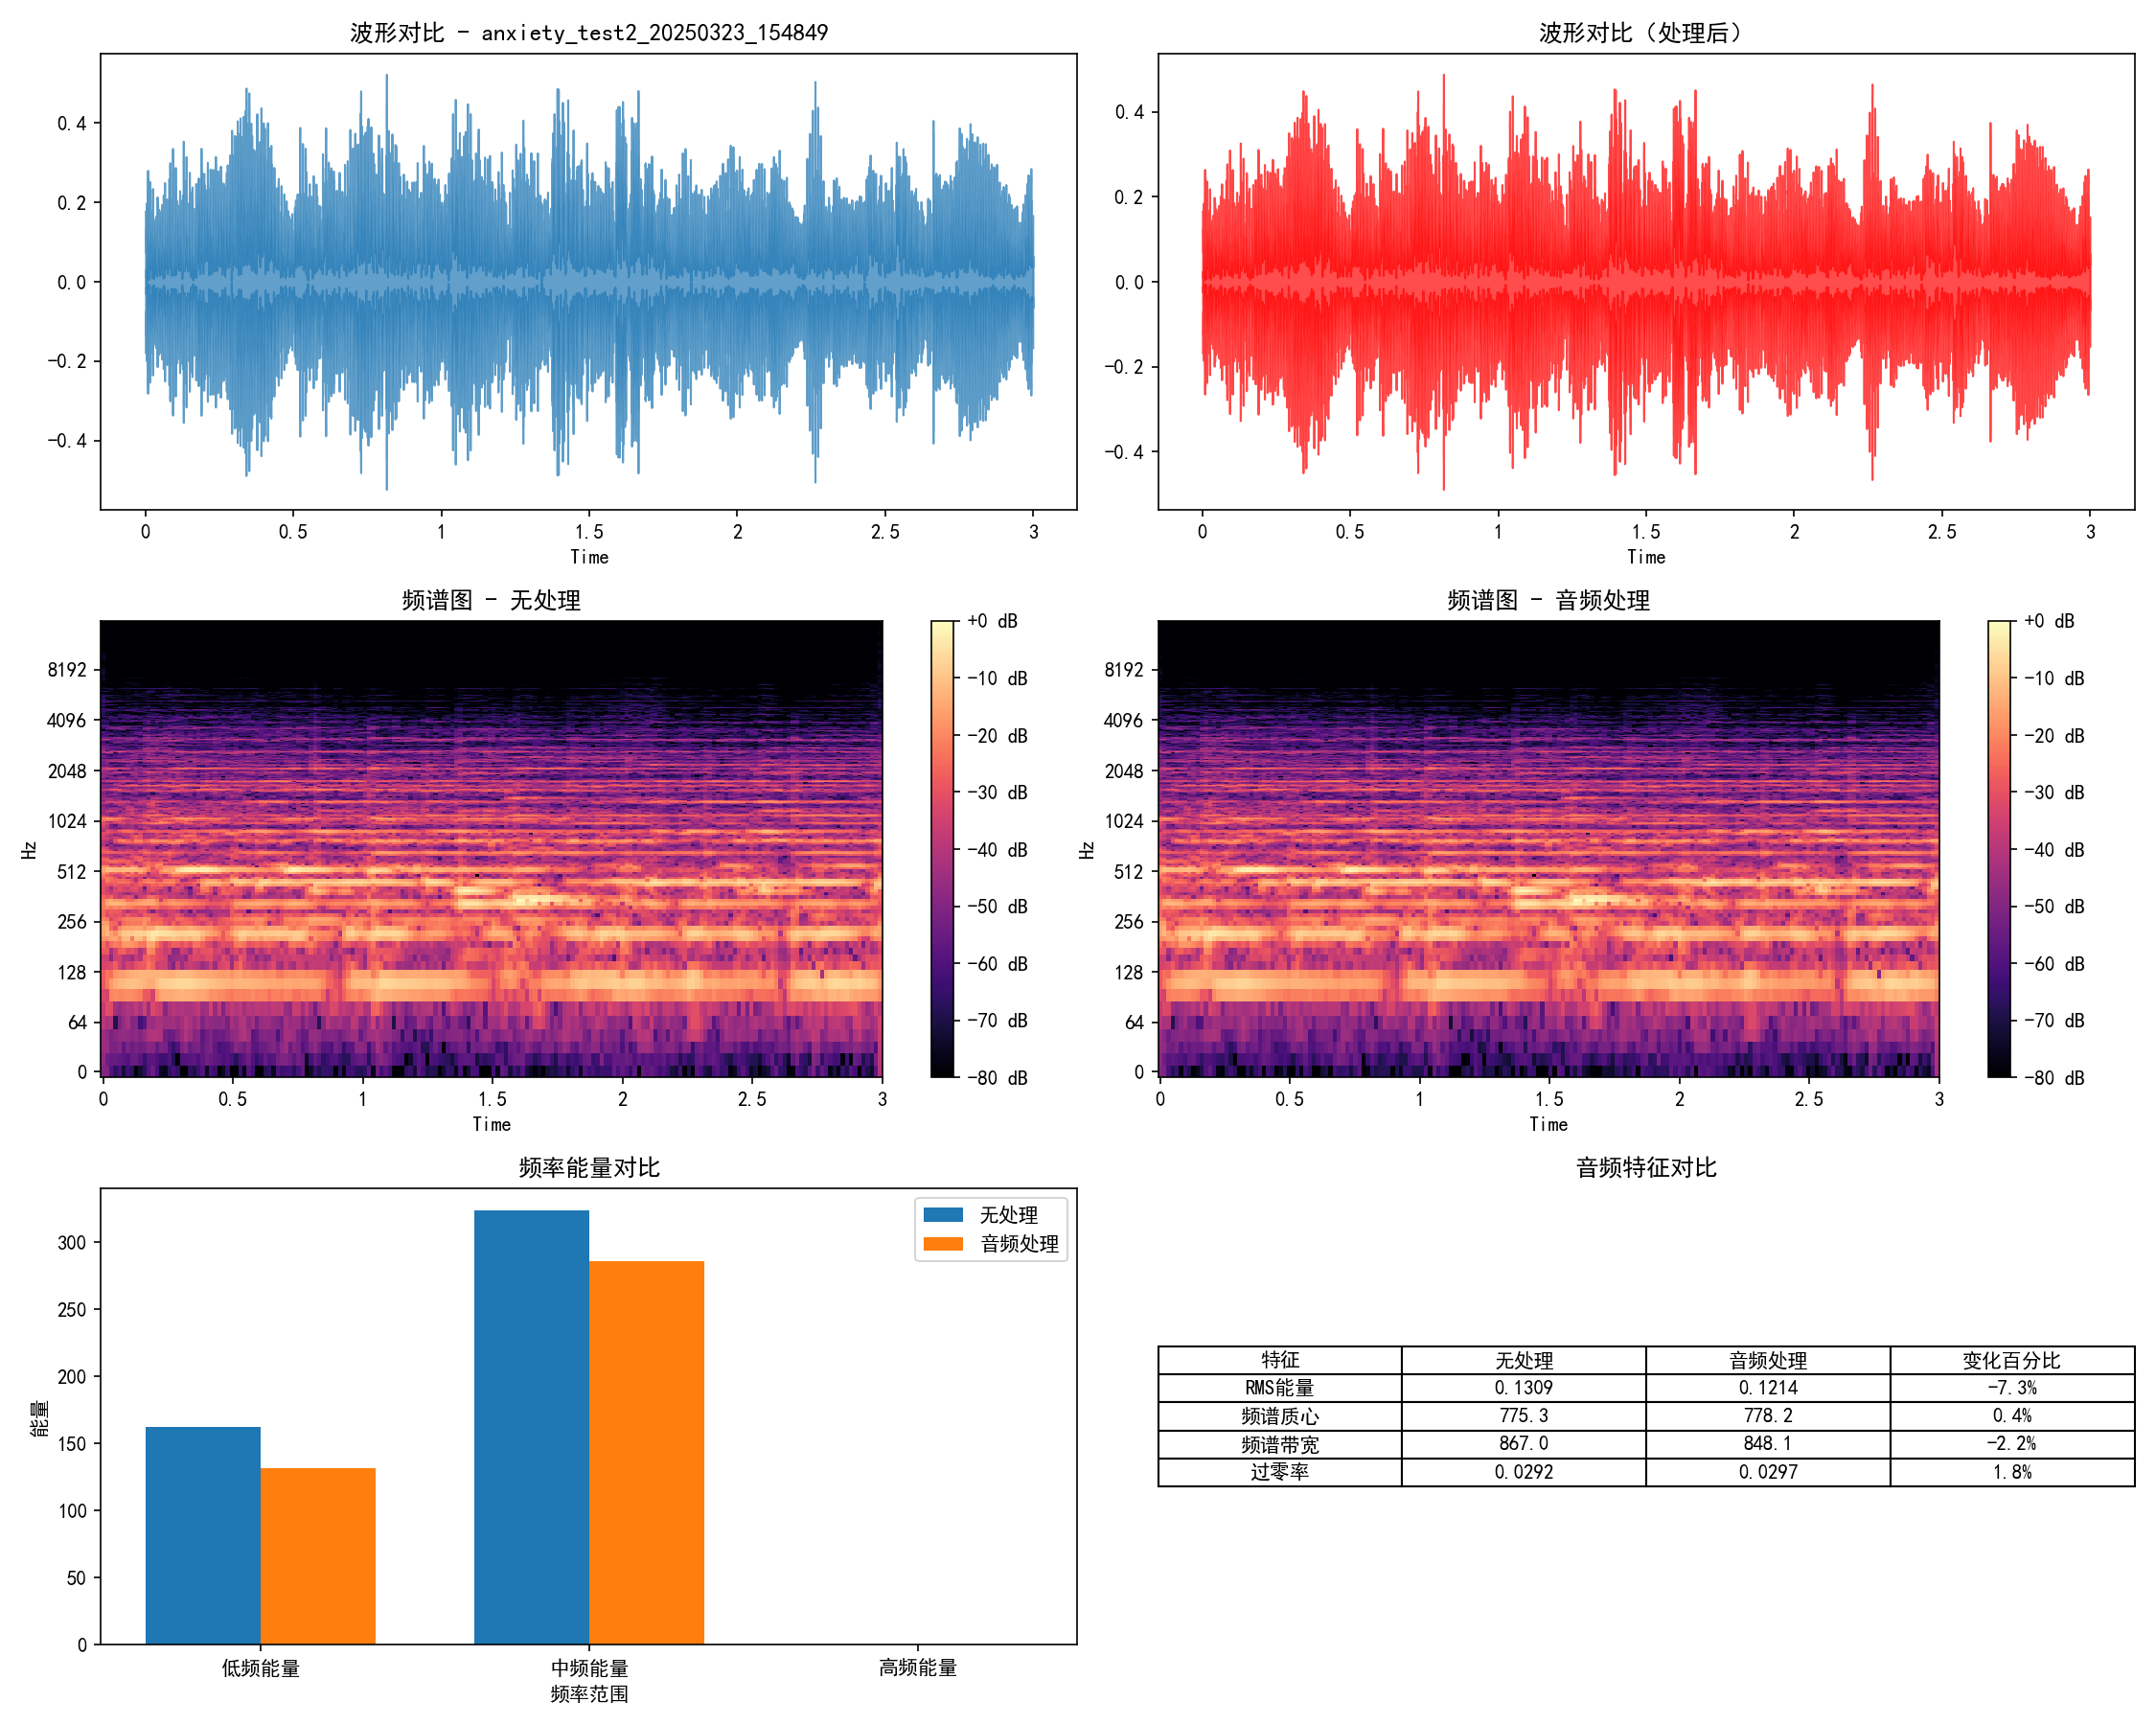 波形对比 - anxiety_test2_20250323_154849
0.4
0.2
0.0
-0.2
-0.4
0 0.5 1 1.5 2 2.5 3
Time
波形对比（处理后）
0.4
0.2
0.0
-0.2
-0.4
0 0.5 1 1.5 2 2.5 3
Time
频谱图 - 无处理
Hz
8192
4096
2048
1024
512
256
128
64
0
0 0.5 1 1.5 2 2.5 3
Time
+0 dB
-10 dB
-20 dB
-30 dB
-40 dB
-50 dB
-60 dB
-70 dB
-80 dB
频谱图 - 音频处理
Hz
8192
4096
2048
1024
512
256
128
64
0
0 0.5 1 1.5 2 2.5 3
Time
+0 dB
-10 dB
-20 dB
-30 dB
-40 dB
-50 dB
-60 dB
-70 dB
-80 dB
频率能量对比
能量
300
250
200
150
100
50
0
无处理
音频处理
低频能量 中频能量 高频能量
频率范围
音频特征对比
特征 无处理 音频处理 变化百分比
RMS能量 0.1309 0.1214 -7.3%
频谱质心 775.3 778.2 0.4%
频谱带宽 867.0 848.1 -2.2%
过零率 0.0292 0.0297 1.8%